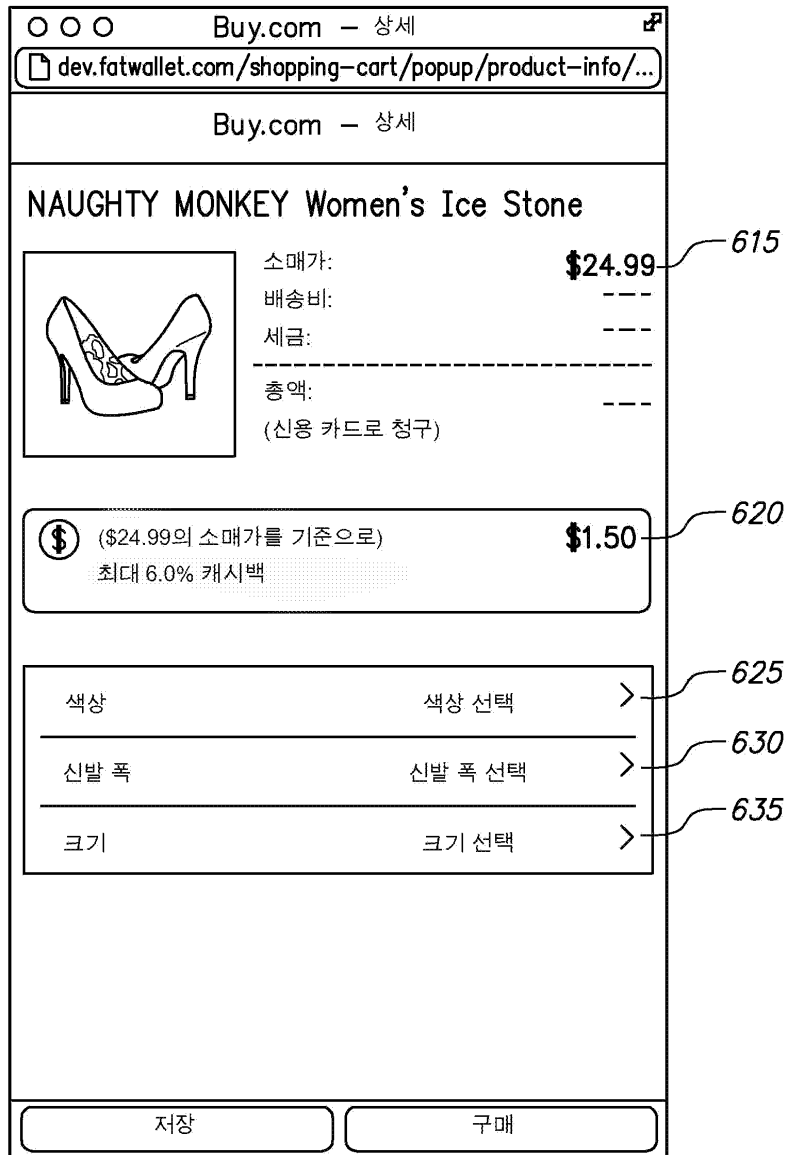 Buy.com – 상세
dev.fatwallet.com/shopping-cart/popup/product-info/...
Buy.com – 상세
NAUGHTY MONKEY Women's Ice Stone
소매가: $24.99 615
배송비: ---
세금: ---
총액: ---
(신용 카드로 청구)
$ ($24.99의 소매가를 기준으로) $1.50 620
최대 6.0% 캐시백
색상 색상 선택 > 625
신발 폭 신발 폭 선택 > 630
크기 크기 선택 > 635
저장 구매